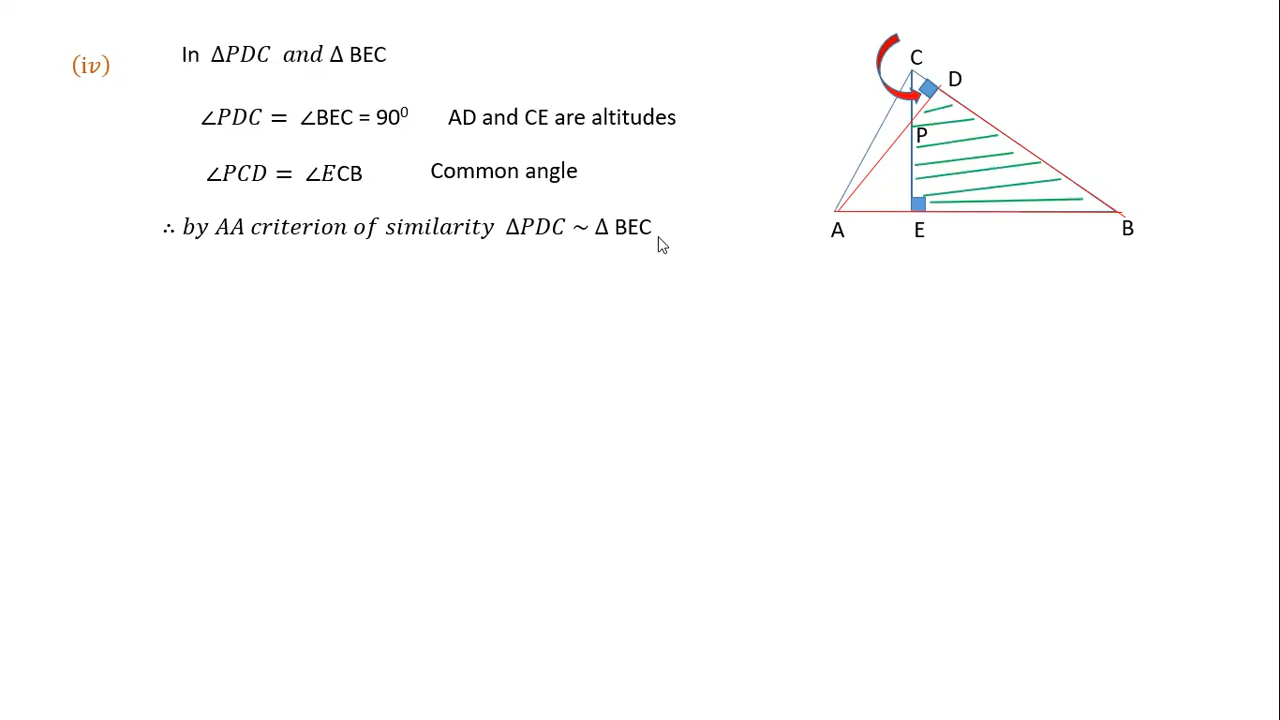 (iv)
In ΔPDC and Δ BEC
∠PDC = ∠BEC = 90⁰ AD and CE are altitudes
∠PCD = ∠ECB Common angle
∴ by AA criterion of similarity ΔPDC ~ Δ BEC
C
D
P
A
E
B